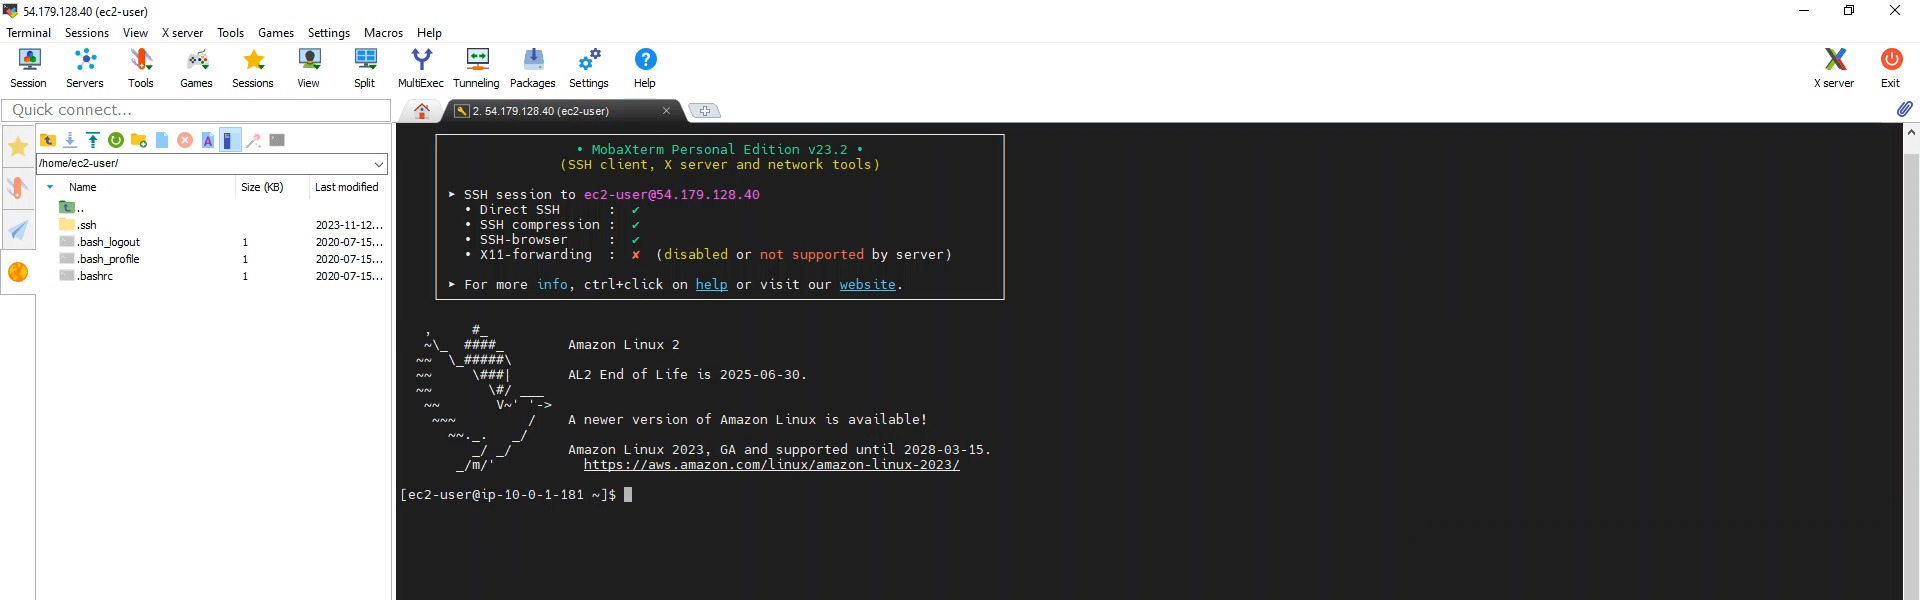 54.179.128.40 (ec2-user)
Terminal Sessions View X server Tools Games Settings Macros Help
Session Servers Tools Games Sessions View Split MultiExec Tunneling Packages Settings Help X server Exit
Quick connect...
2. 54.179.128.40 (ec2-user)
/home/ec2-user/
Name Size (KB) Last modified
..
.ssh 2023-11-12...
.bash_logout 1 2020-07-15...
.bash_profile 1 2020-07-15...
.bashrc 1 2020-07-15...
• MobaXterm Personal Edition v23.2 •
(SSH client, X server and network tools)
➤ SSH session to ec2-user@54.179.128.40
• Direct SSH : ✔
• SSH compression : ✔
• SSH-browser : ✔
• X11-forwarding : ✘ (disabled or not supported by server)
➤ For more info, ctrl+click on help or visit our website.
,     #_
~\_  ####_        Amazon Linux 2
~~  \_#####\
~~     \###|       AL2 End of Life is 2025-06-30.
~~       \#/ ___
~~       V~' '->
~~~         /    A newer version of Amazon Linux is available!
~~._.   _/
_/ _/       Amazon Linux 2023, GA and supported until 2028-03-15.
_/m/'           https://aws.amazon.com/linux/amazon-linux-2023/
[ec2-user@ip-10-0-1-181 ~]$